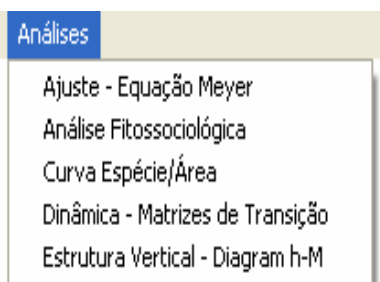 Análises
Ajuste - Equação Meyer
Análise Fitossociológica
Curva Espécie/Área
Dinâmica - Matrizes de Transição
Estrutura Vertical - Diagram h-M